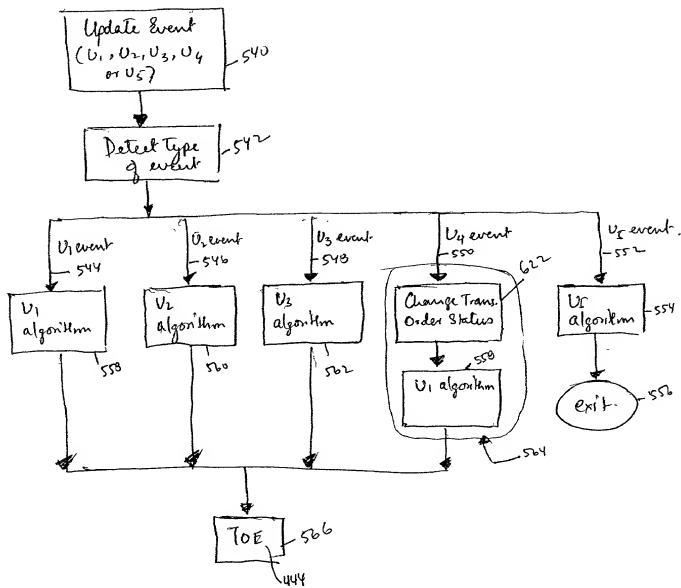 Update Event
(U1, U2, U3, U4
or U5)
540
Detect Type
of event
542
U1 event
544
U2 event
546
U3 event
548
U4 event
550
U5 event.
552
622
U1
algorithm
558
U2
algorithm
560
U3
algorithm
562
Change Trans.
Order Status
558
U1 algorithm
564
U5
algorithm
554
exit.
556
TOE
566
444